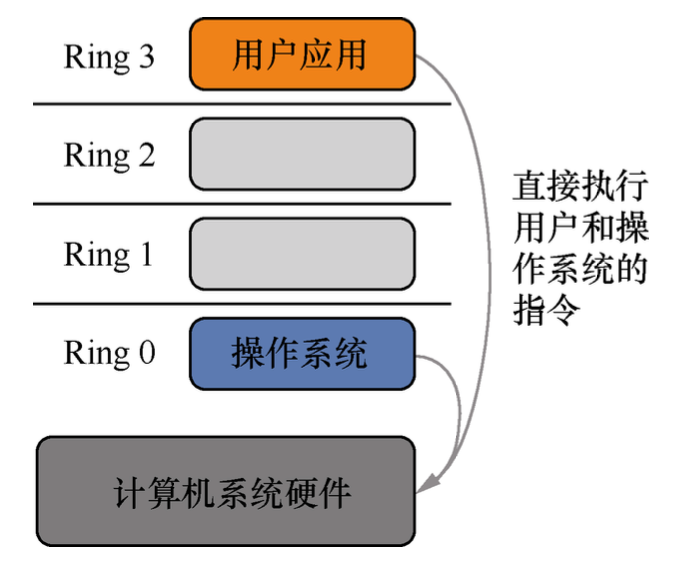 Ring 3
用户应用
Ring 2
Ring 1
Ring 0
操作系统
直接执行
用户和操
作系统的
指令
计算机系统硬件